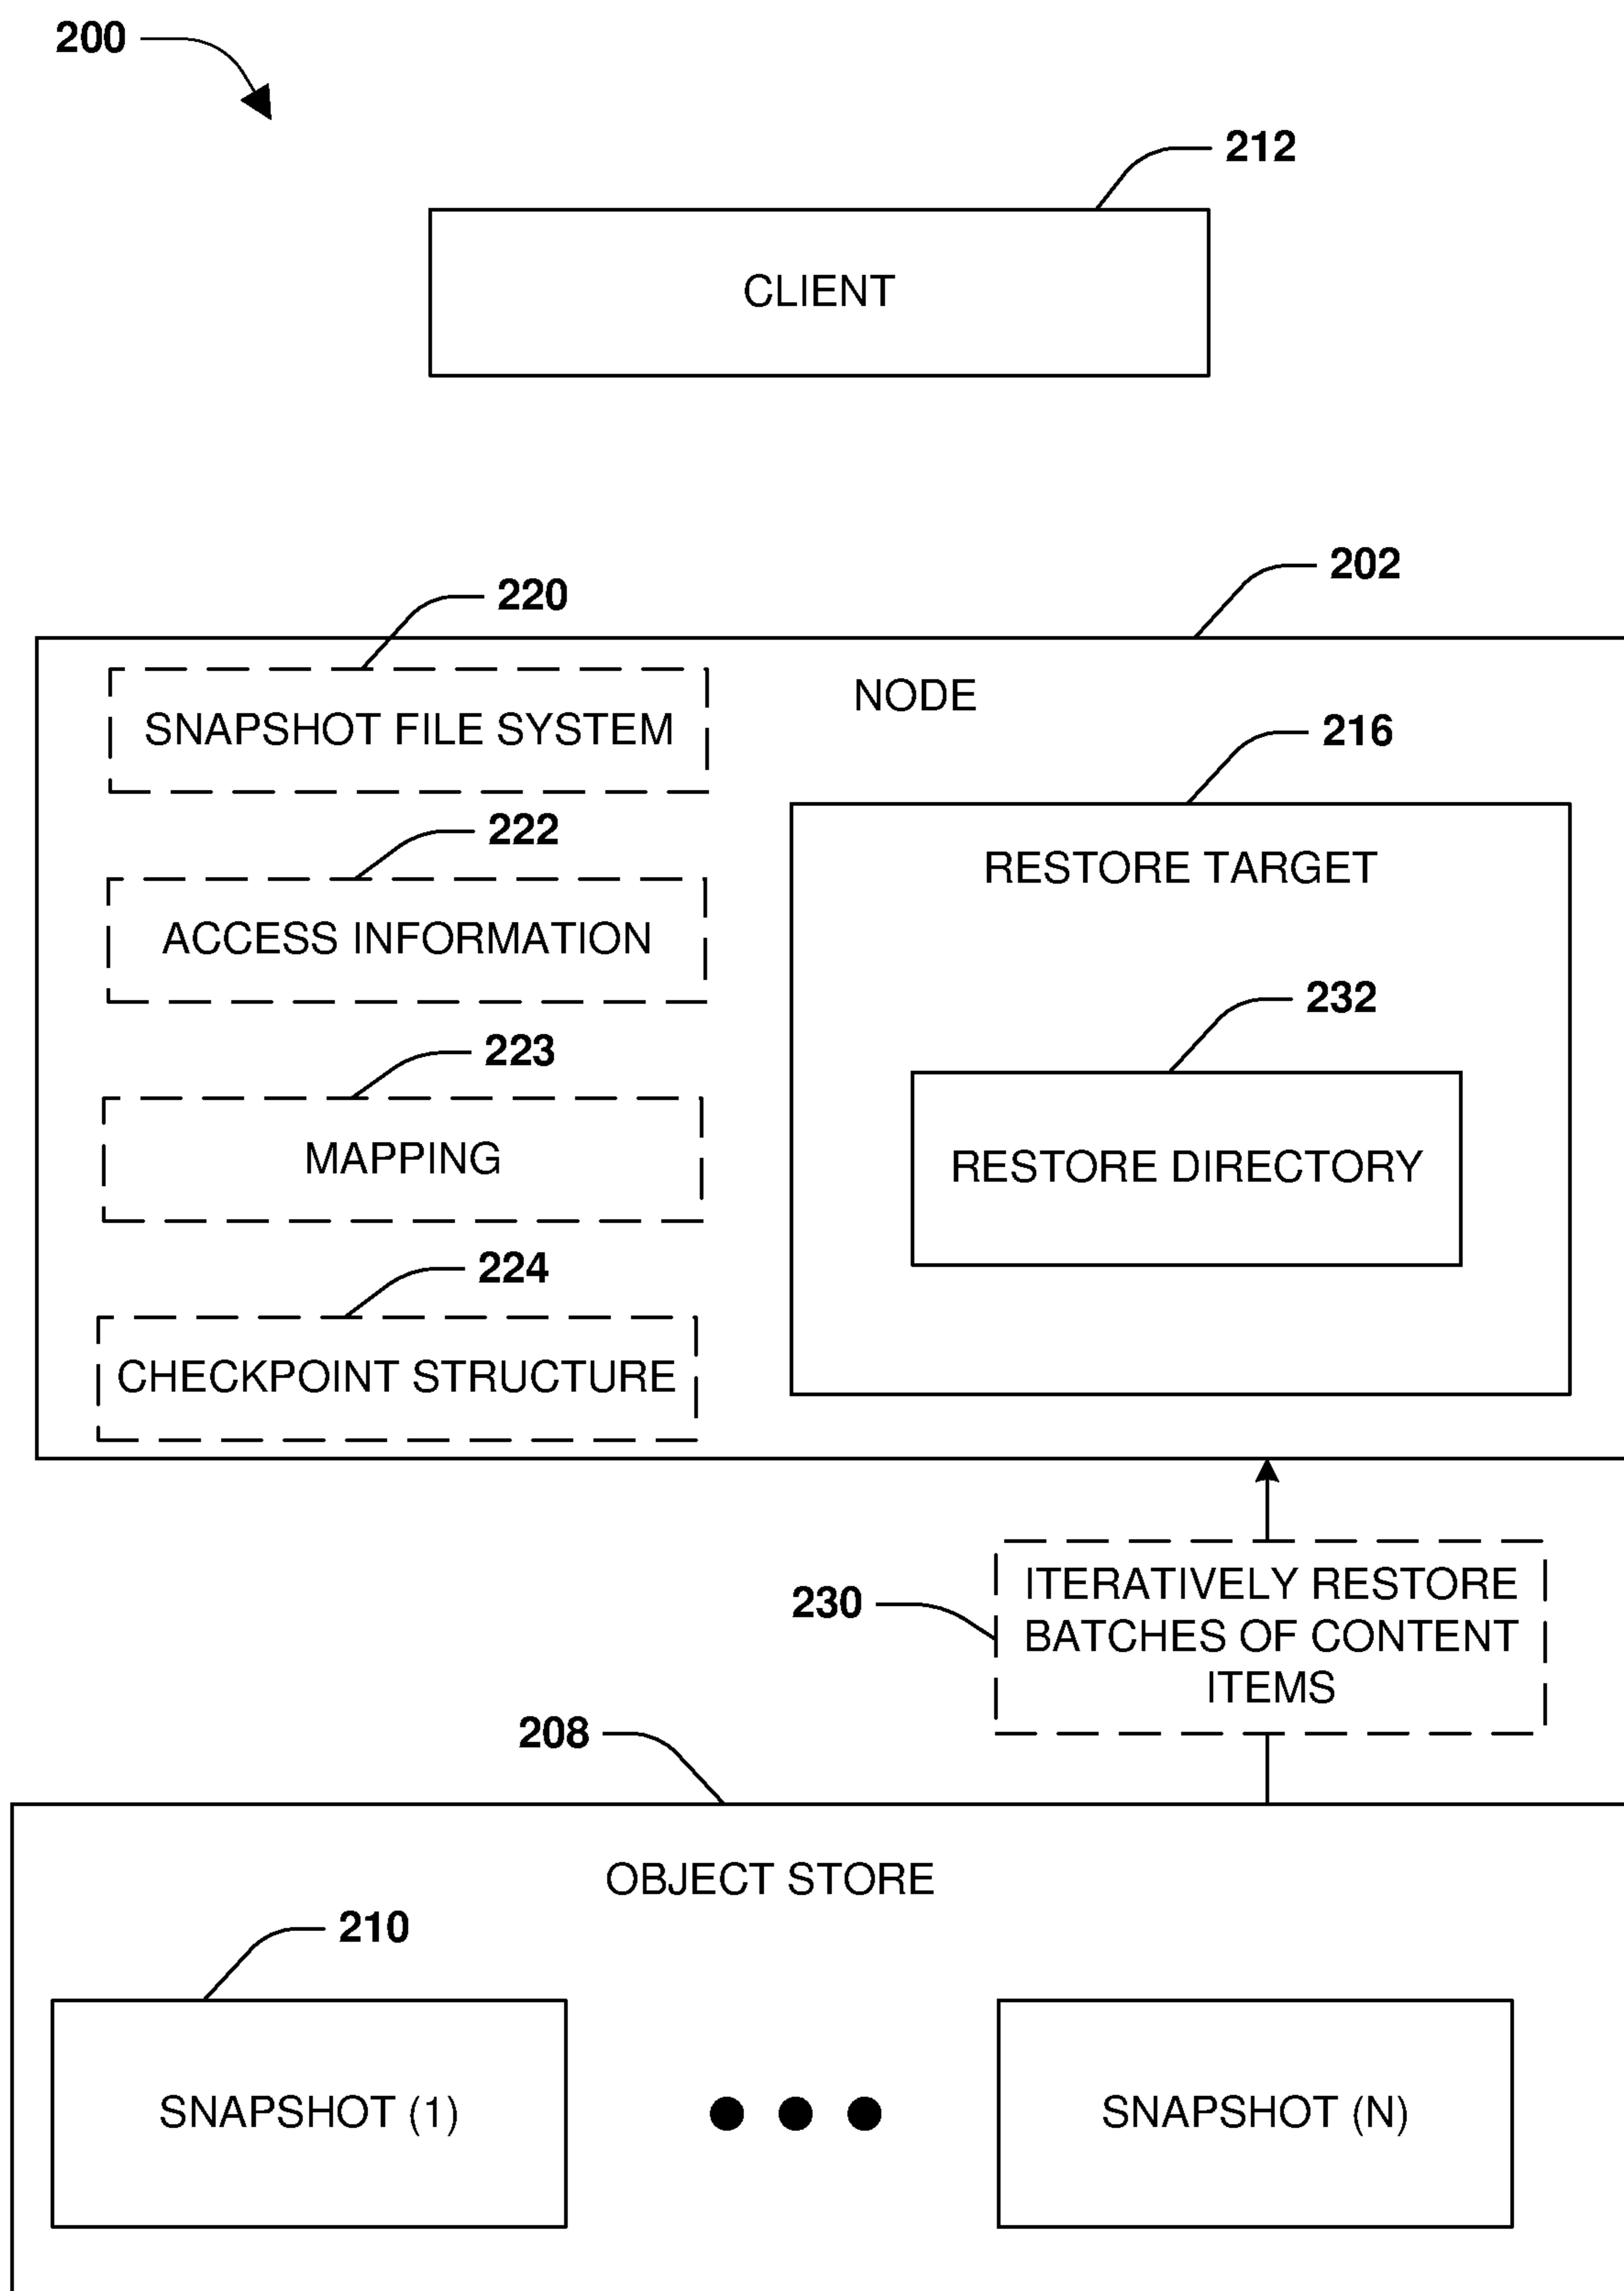 200
212
CLIENT
202
220
NODE
SNAPSHOT FILE SYSTEM
216
222
RESTORE TARGET
ACCESS INFORMATION
232
223
RESTORE DIRECTORY
MAPPING
224
CHECKPOINT STRUCTURE
230
ITERATIVELY RESTORE
BATCHES OF CONTENT
ITEMS
208
OBJECT STORE
210
SNAPSHOT (1)
SNAPSHOT (N)